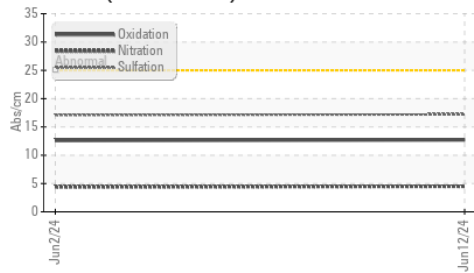 35
Oxidation
Nitration
Abnormal
Sulfation
30
25
20
15
10
5
0
Abs/cm
Jun2/24
Jun12/24